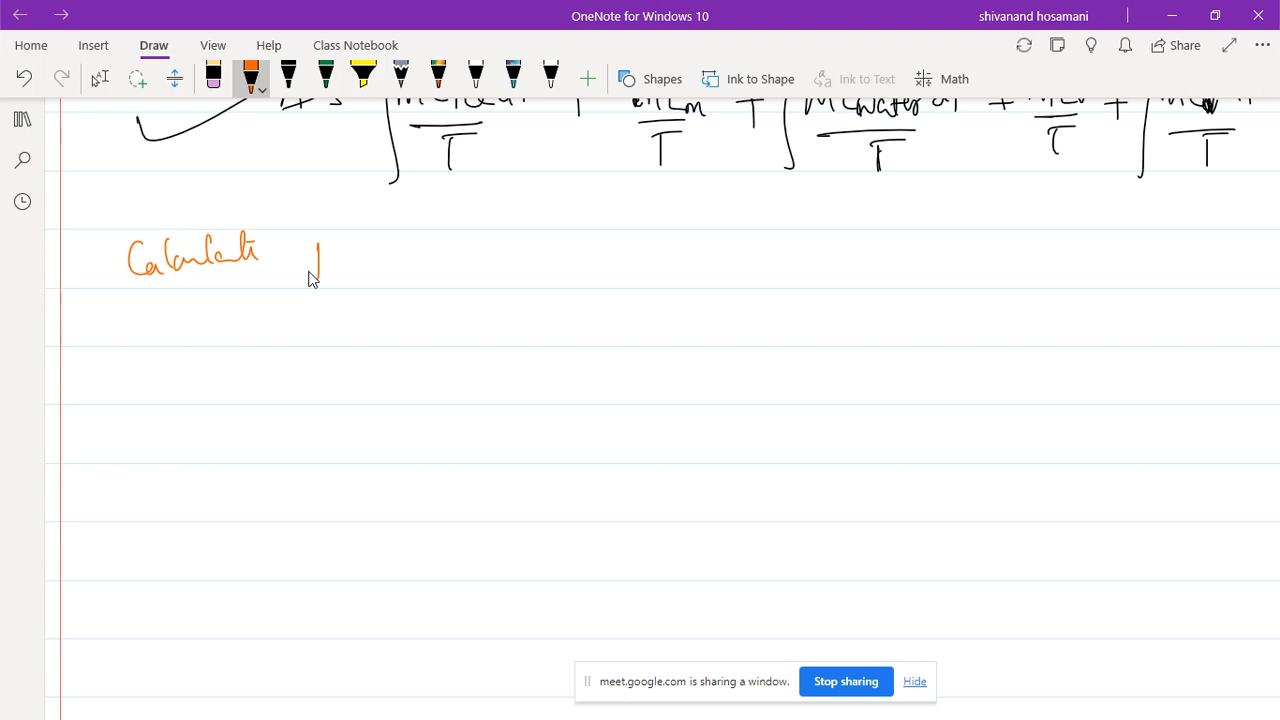 OneNote for Windows 10
shivanand hosamani
Home Insert Draw View Help Class Notebook
Share
Shapes Ink to Shape Ink to Text Math
T T T T T
Calculate
meet.google.com is sharing a window. Stop sharing Hide